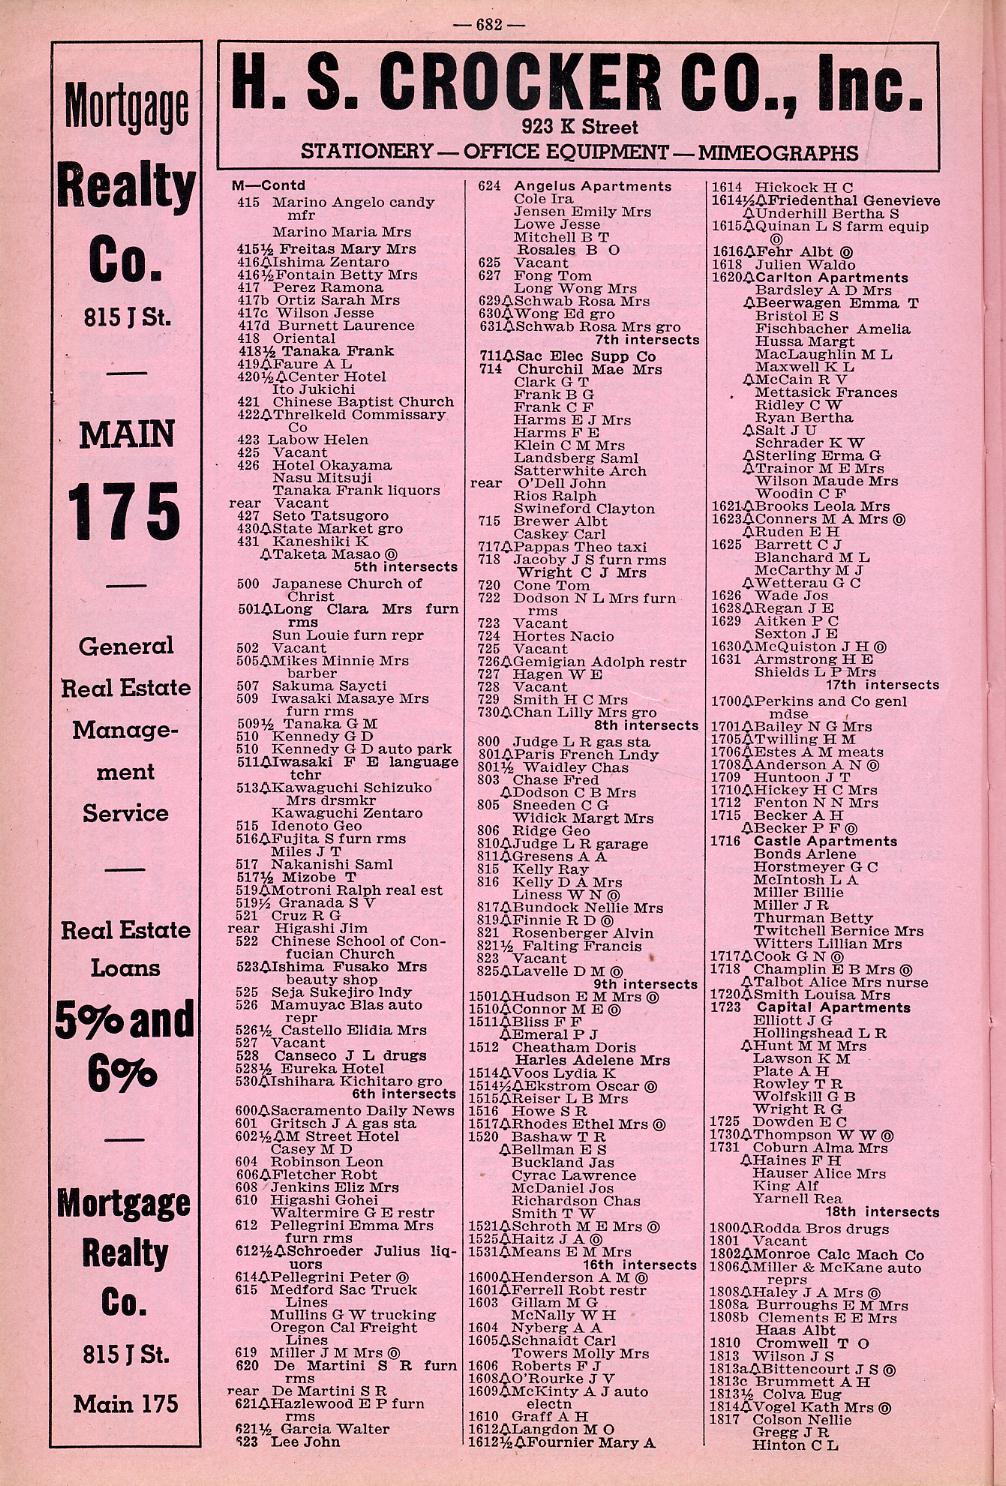 — 682 —
Mortgage
Realty
Co.
815 J St.
—
MAIN
175
—
General
Real Estate
Manage-
ment
Service
—
Real Estate
Loans
5% and
6%
—
Mortgage
Realty
Co.
815 J St.
Main 175
H. S. CROCKER CO., Inc.
923 K Street
STATIONERY — OFFICE EQUIPMENT — MIMEOGRAPHS
M—Contd
415 Marino Angelo candy
mfr
Marino Maria Mrs
415½ Freitas Mary Mrs
416△Ishima Zentaro
416½Fontain Betty Mrs
417 Perez Ramona
417b Ortiz Sarah Mrs
417c Wilson Jesse
417d Burnett Laurence
418 Oriental
418½ Tanaka Frank
419△Faure A L
420½△Center Hotel
Ito Jukichi
421 Chinese Baptist Church
422△Threlkeld Commissary
Co
423 Labow Helen
425 Vacant
426 Hotel Okayama
Nasu Mitsuji
Tanaka Frank liquors
rear Vacant
427 Seto Tatsugoro
430△State Market gro
431 Kaneshiki K
△Taketa Masao ⓞ
5th intersects
500 Japanese Church of
Christ
501△Long Clara Mrs furn
rms
Sun Louie furn repr
502 Vacant
505△Mikes Minnie Mrs
barber
507 Sakuma Saycti
509 Iwasaki Masaye Mrs
furn rms
509½ Tanaka G M
510 Kennedy G D
510 Kennedy G D auto park
511△Iwasaki F E language
tchr
513△Kawaguchi Schizuko
Mrs drsmkr
Kawaguchi Zentaro
515 Idenoto Geo
516△Fujita S furn rms
Miles J T
517 Nakanishi Saml
517½ Mizobe T
519△Motroni Ralph real est
519½ Granada S V
521 Cruz R G
rear Higashi Jim
522 Chinese School of Con-
fucian Church
523△Ishima Fusako Mrs
beauty shop
525 Seja Sukejiro lndy
526 Mamuyac Blas auto
repr
526½ Castello Elidia Mrs
527 Vacant
528 Canseco J L drugs
528½ Eureka Hotel
530△Ishihara Kichitaro gro
6th intersects
600△Sacramento Daily News
601 Gritsch J A gas sta
602½△M Street Hotel
Casey M D
604 Robinson Leon
606△Fletcher Robt
608 Jenkins Eliz Mrs
610 Higashi Gohei
Waltermire G E restr
612 Pellegrini Emma Mrs
furn rms
612½△Schroeder Julius liq-
uors
614△Pellegrini Peter ⓞ
615 Medford Sac Truck
Lines
Mullins G W trucking
Oregon Cal Freight
Lines
619 Miller J M Mrs ⓞ
620 De Martini S R furn
rms
rear De Martini S R
621△Hazlewood E P furn
rms
621½ Garcia Walter
623 Lee John
624 Angelus Apartments
Cole Ira
Jensen Emily Mrs
Lowe Jesse
Mitchell B T
Rosales B O
625 Vacant
627 Fong Tom
Long Wong Mrs
629△Schwab Rosa Mrs
630△Wong Ed gro
631△Schwab Rosa Mrs gro
7th intersects
711△Sac Elec Supp Co
714 Churchil Mae Mrs
Clark G T
Frank B G
Frank C F
Harms E J Mrs
Harms F E
Klein C M Mrs
Landsberg Saml
Satterwhite Arch
rear O'Dell John
Rios Ralph
Swineford Clayton
715 Brewer Albt
Caskey Carl
717△Pappas Theo taxi
718 Jacoby J S furn rms
Wright C J Mrs
720 Cone Tom
722 Dodson N L Mrs furn
rms
723 Vacant
724 Hortes Nacio
725 Vacant
726△Gemigian Adolph restr
727 Hagen W E
728 Vacant
729 Smith H C Mrs
730△Chan Lilly Mrs gro
8th intersects
800 Judge L R gas sta
801△Paris French Lndy
801½ Waidley Chas
803 Chase Fred
△Dodson C B Mrs
805 Sneeden C G
Widick Margt Mrs
806 Ridge Geo
810△Judge L R garage
811△Gresens A A
815 Kelly Ray
816 Kelly D A Mrs
Liness W N ⓞ
817△Bundock Nellie Mrs
819△Finnie R D ⓞ
821 Rosenberger Alvin
821½ Falting Francis
823 Vacant
825△Lavelle D M ⓞ
9th intersects
1501△Hudson E M Mrs ⓞ
1510△Connor M E ⓞ
1511△Bliss F F
△Emeral P J
1512 Cheatham Doris
Harles Adelene Mrs
1514△Voos Lydia K
1514½△Ekstrom Oscar ⓞ
1515△Reiser L B Mrs
1516 Howe S R
1517△Rhodes Ethel Mrs ⓞ
1520 Bashaw T R
△Bellman E S
Buckland Jas
Cyrac Lawrence
McDaniel Jos
Richardson Chas
Smith T W
1521△Schroth M E Mrs ⓞ
1525△Haitz J A ⓞ
1531△Means E M Mrs
16th intersects
1600△Henderson A M ⓞ
1601△Ferrell Robt restr
1603 Gillam M G
McNally W H
1604 Nyberg A A
1605△Schnaidt Carl
Towers Molly Mrs
1606 Roberts F J
1608△O'Rourke J V
1609△McKinty A J auto
electn
1610 Graff A H
1612△Langdon M O
1612½△Fournier Mary A
1614 Hickock H C
1614½△Friedenthal Genevieve
△Underhill Bertha S
1615△Quinan L S farm equip
ⓞ
1616△Fehr Albt ⓞ
1618 Julien Waldo
1620△Carlton Apartments
Bardsley A D Mrs
△Beerwagen Emma T
Bristol E S
Fischbacher Amelia
Hussa Margt
MacLaughlin M L
Maxwell K L
△McCain R V
Mettasick Frances
Ridley C W
Ryan Bertha
△Salt J U
Schrader K W
△Sterling Erma G
△Trainor M E Mrs
Wilson Maude Mrs
Woodin C F
1621△Brooks Leola Mrs
1623△Conners M A Mrs ⓞ
△Ruden E H
1625 Barrett C J
Blanchard M L
McCarthy M J
△Wetterau G C
1626 Wade Jos
1628△Regan J E
1629 Aitken P C
Sexton J E
1630△McQuiston J H ⓞ
1631 Armstrong H E
Shields L P Mrs
17th intersects
1700△Perkins and Co genl
mdse
1701△Bailey N G Mrs
1705△Twilling H M
1706△Estes A M meats
1708△Anderson A N ⓞ
1709 Huntoon J T
1710△Hickey H C Mrs
1712 Fenton N N Mrs
1715 Becker A H
△Becker P F ⓞ
1716 Castle Apartments
Bonds Arlene
Horstmeyer G C
McIntosh L A
Miller Billie
Miller J R
Thurman Betty
Twitchell Bernice Mrs
Witters Lillian Mrs
1717△Cook G N ⓞ
1718 Champlin E B Mrs ⓞ
△Talbot Alice Mrs nurse
1720△Smith Louisa Mrs
1723 Capital Apartments
Elliott J G
Hollingshead L R
△Hunt M M Mrs
Lawson K M
Plate A H
Rowley T R
Wolfskill G B
Wright R G
1725 Dowden E C
1730△Thompson W W ⓞ
1731 Coburn Alma Mrs
△Haines F H
Hauser Alice Mrs
King Alf
Yarnell Rea
18th intersects
1800△Rodda Bros drugs
1801 Vacant
1802△Monroe Calc Mach Co
1806△Miller & McKane auto
reprs
1808△Haley J A Mrs ⓞ
1808a Burroughs E M Mrs
1808b Clements E E Mrs
Haas Albt
1810 Cromwell T O
1813 Wilson J S
1813a△Bittencourt J S ⓞ
1813c Brummett A H
1813½ Colva Eug
1814△Vogel Kath Mrs ⓞ
1817 Colson Nellie
Gregg J R
Hinton C L